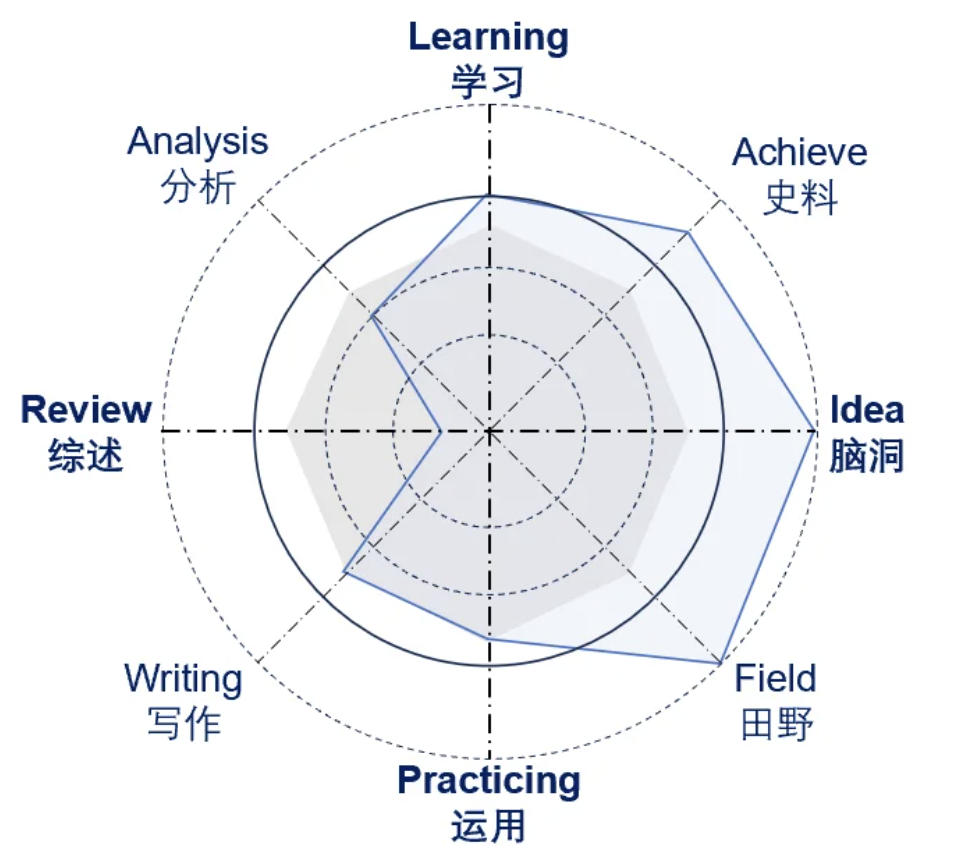 Learning
学习
Analysis
分析
Achieve
史料
Review
综述
Idea
脑洞
Writing
写作
Field
田野
Practicing
运用